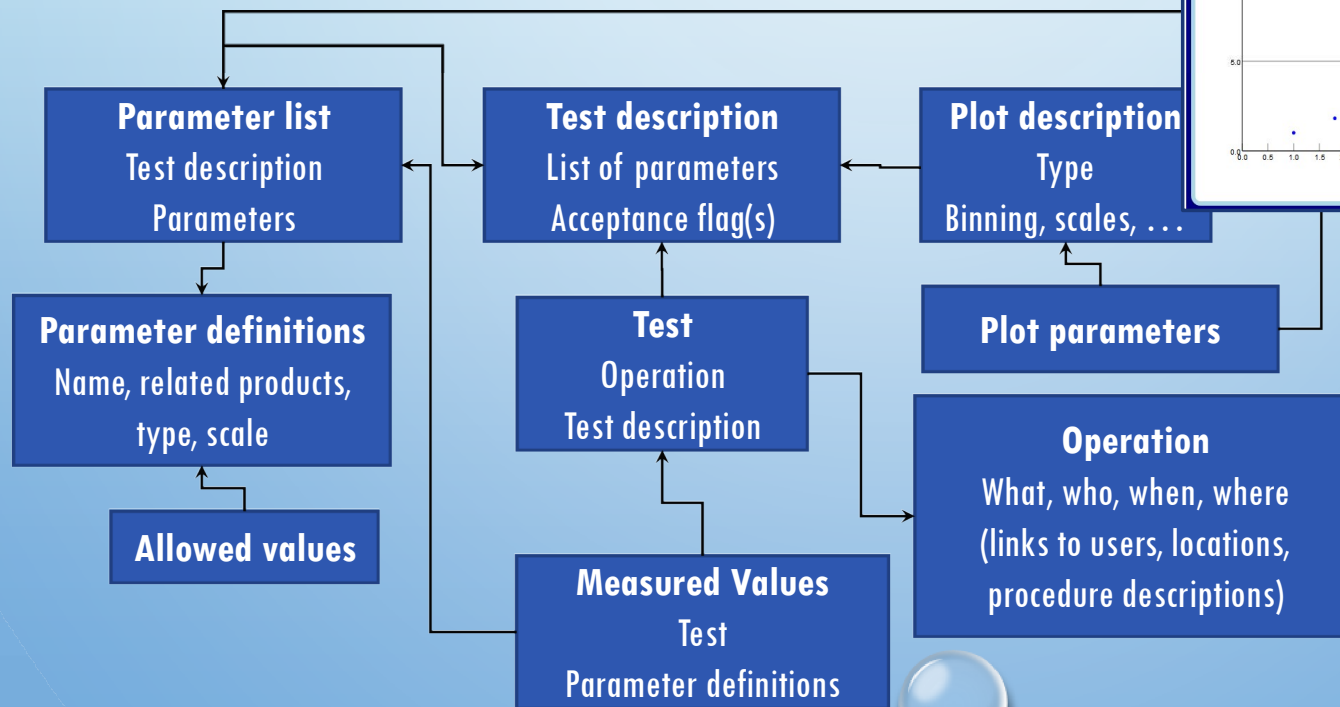 5.0
0.0
0.0 0.5 1.0 1.5
Parameter list
Test description
Parameters
Test description
List of parameters
Acceptance flag(s)
Plot description
Type
Binning, scales, ...
Parameter definitions
Name, related products,
type, scale
Test
Operation
Test description
Plot parameters
Operation
What, who, when, where
(links to users, locations,
procedure descriptions)
Allowed values
Measured Values
Test
Parameter definitions